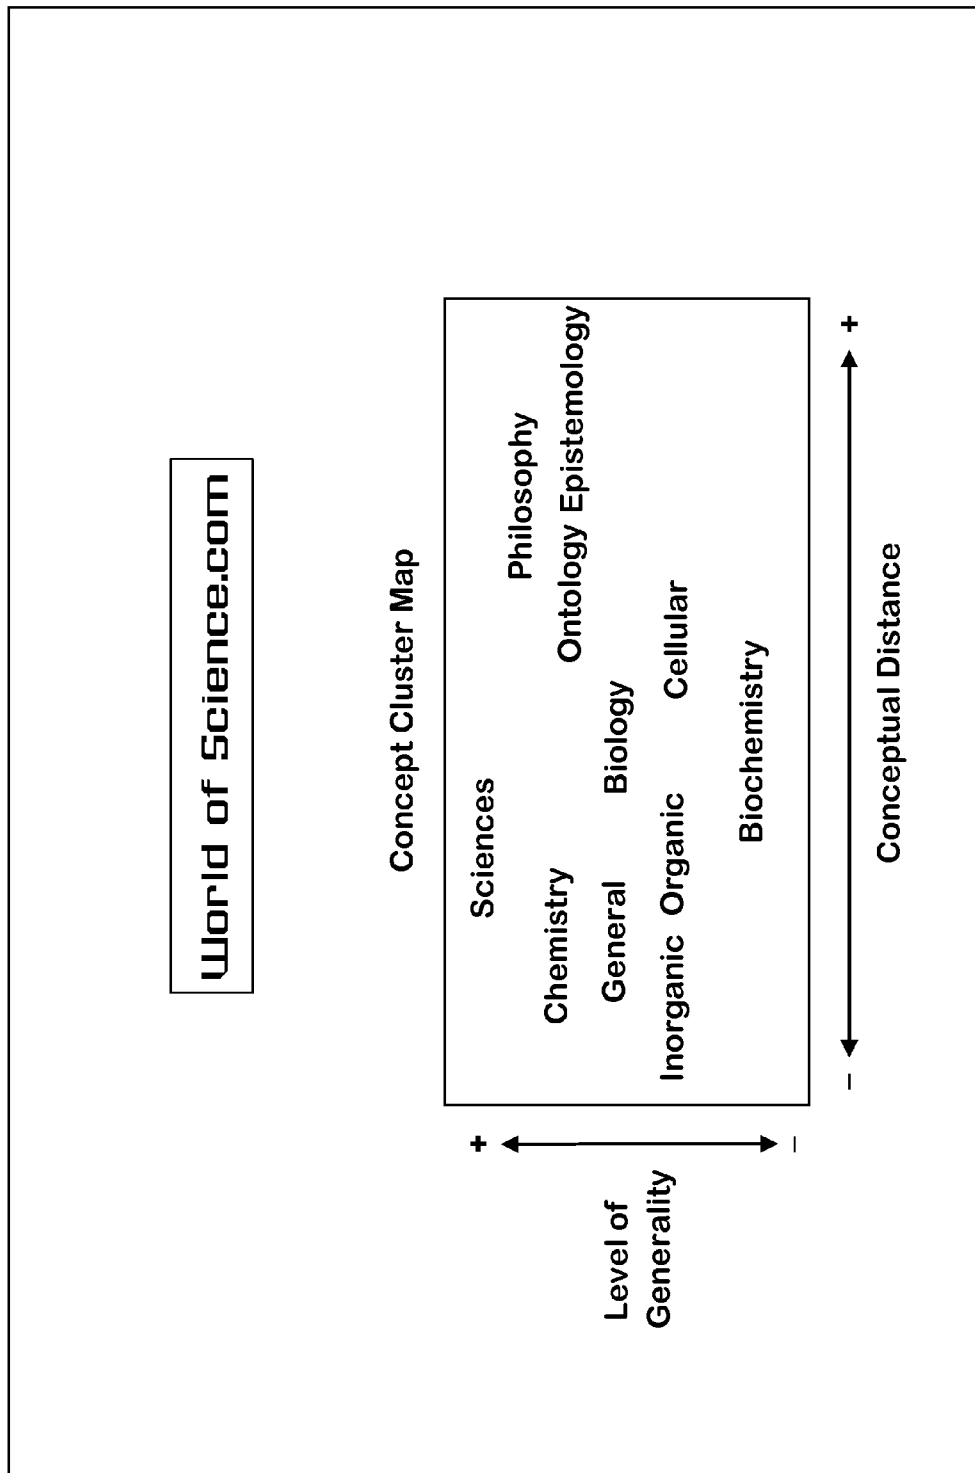 World of Science.com
Concept Cluster Map
+
Level of
Generality
–
Sciences
Philosophy
Chemistry
Ontology Epistemology
General
Biology
Inorganic Organic
Cellular
Biochemistry
–
+
Conceptual Distance